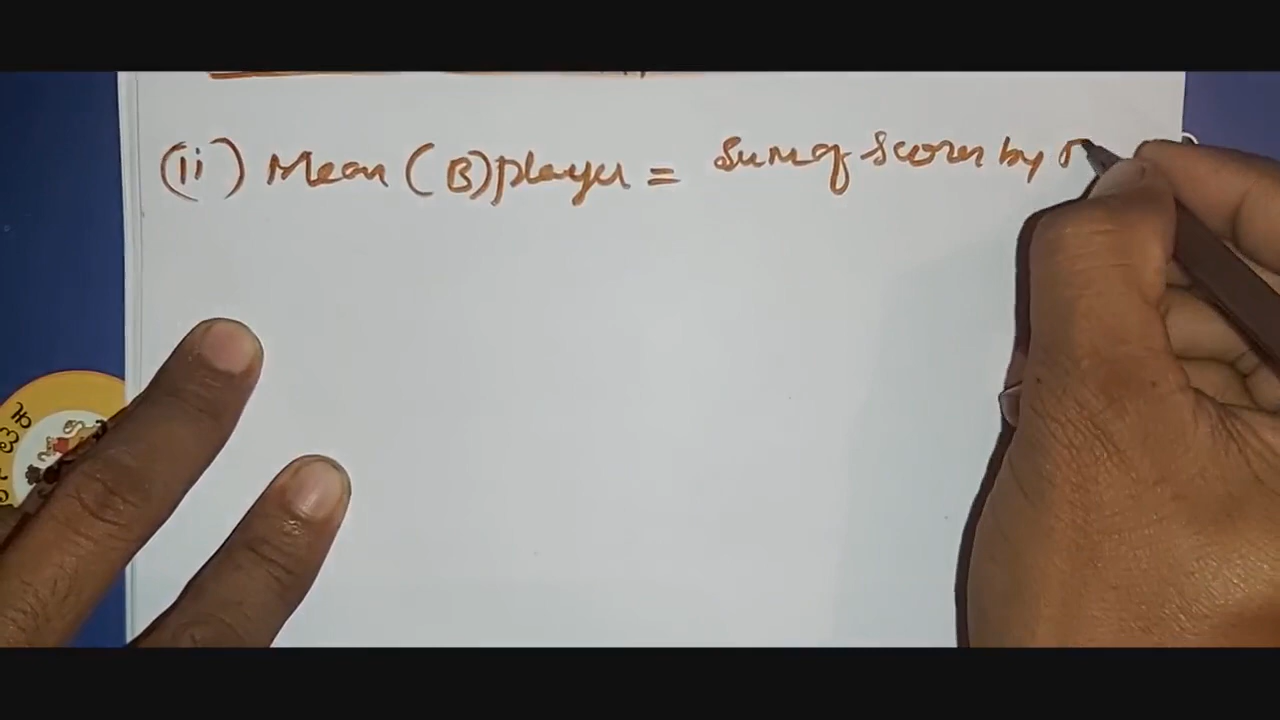 (ii) Mean (B) player = Sum of Scores by